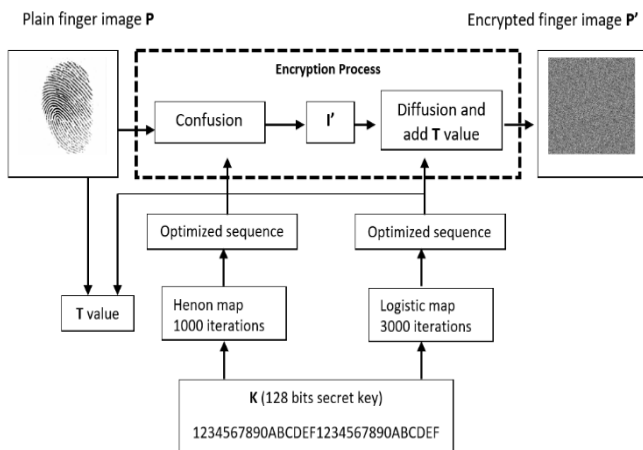 Plain finger image P
Encrypted finger image P’
Encryption Process
Confusion
I’
Diffusion and
add T value
Optimized sequence
Optimized sequence
T value
Henon map
1000 iterations
Logistic map
3000 iterations
K (128 bits secret key)
1234567890ABCDEF1234567890ABCDEF